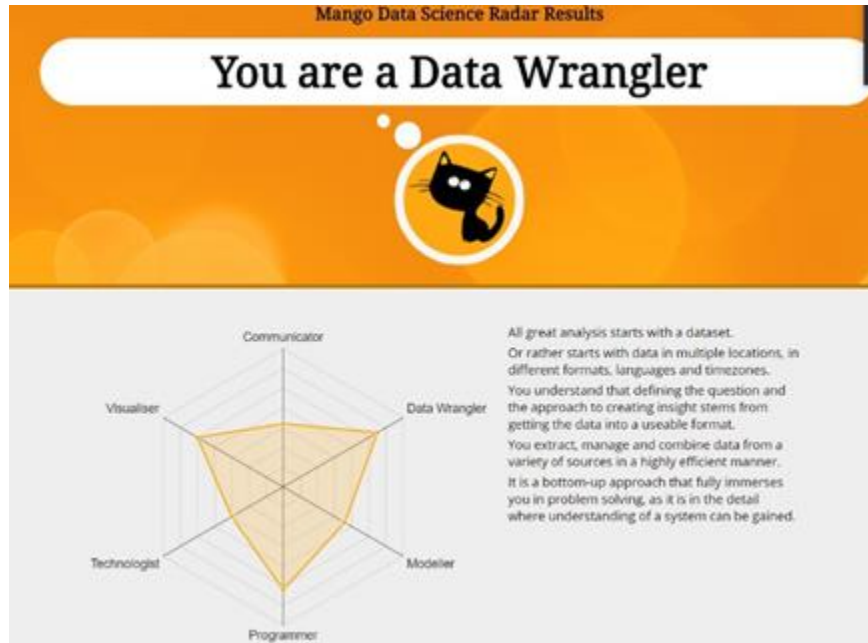 Mango Data Science Radar Results
You are a Data Wrangler
Communicator
Visualiser
Data Wrangler
Technologist
Modeller
Programmer
All great analysis starts with a dataset.
Or rather starts with data in multiple locations, in
different formats, languages and timezones.
You understand that defining the question and
the approach to creating insight stems from
getting the data into a useable format.
You extract, manage and combine data from a
variety of sources in a highly efficient manner.
It is a bottom-up approach that fully immerses
you in problem solving, as it is in the detail
where understanding of a system can be gained.